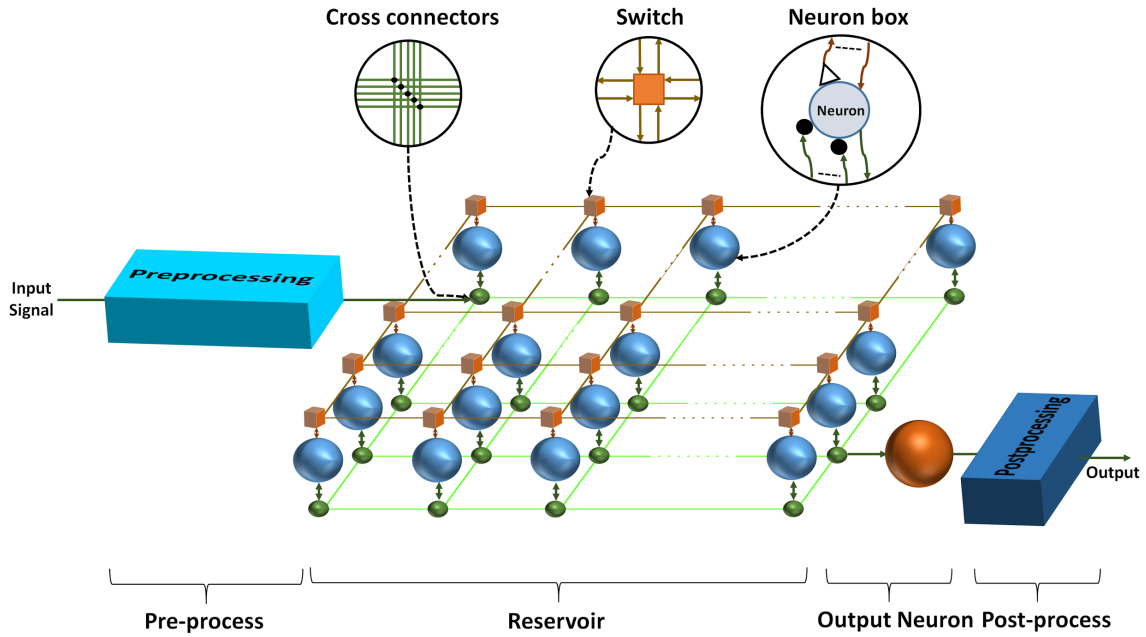 Cross connectors
Switch
Neuron box
Neuron
Preprocessing
Input
Signal
Postprocessing
Output
Pre-process
Reservoir
Output Neuron
Post-process